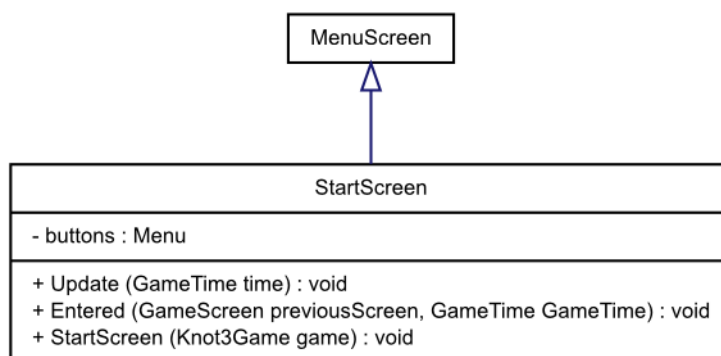 MenuScreen
StartScreen
- buttons : Menu
+ Update (GameTime time) : void
+ Entered (GameScreen previousScreen, GameTime GameTime) : void
+ StartScreen (Knot3Game game) : void